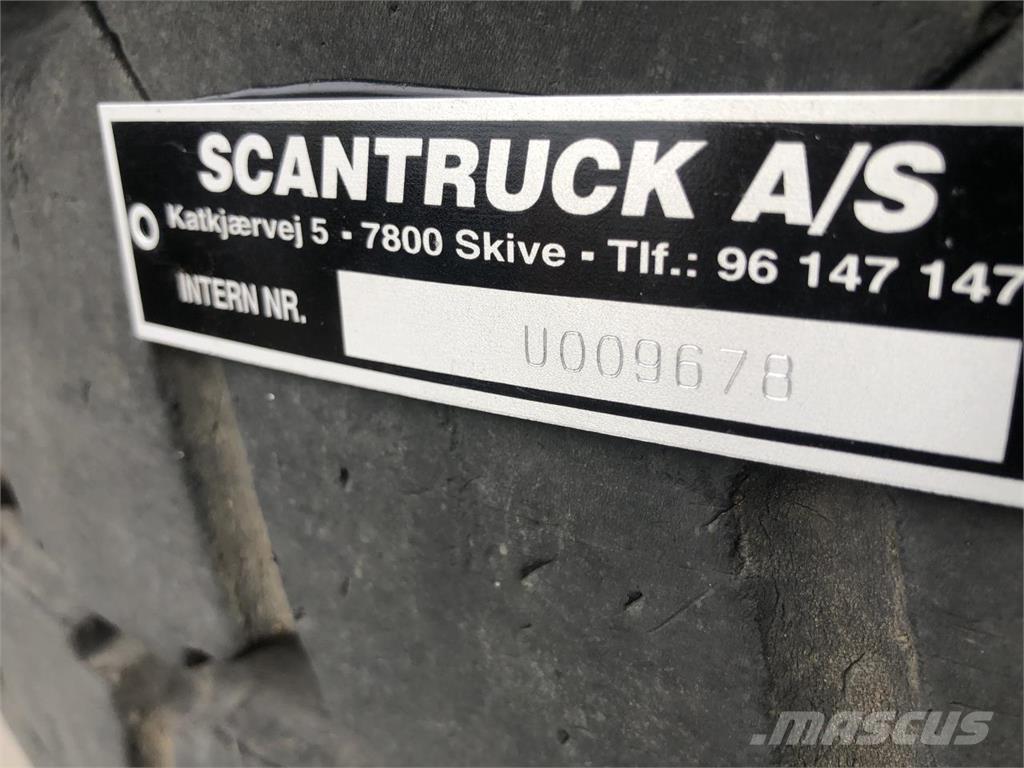 SCANTRUCK A/S
Katkjærvej 5 - 7800 Skive - Tlf.: 96 147 147
INTERN NR. U009678
MASCUS